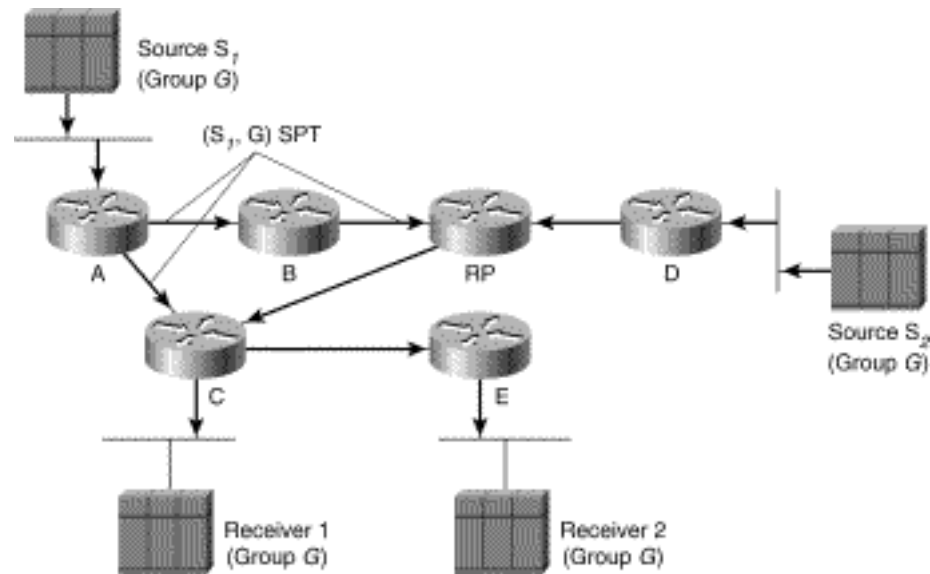 Source S1
(Group G)
(S1, G) SPT
A
B
RP
D
Source S2
(Group G)
C
E
Receiver 1
(Group G)
Receiver 2
(Group G)